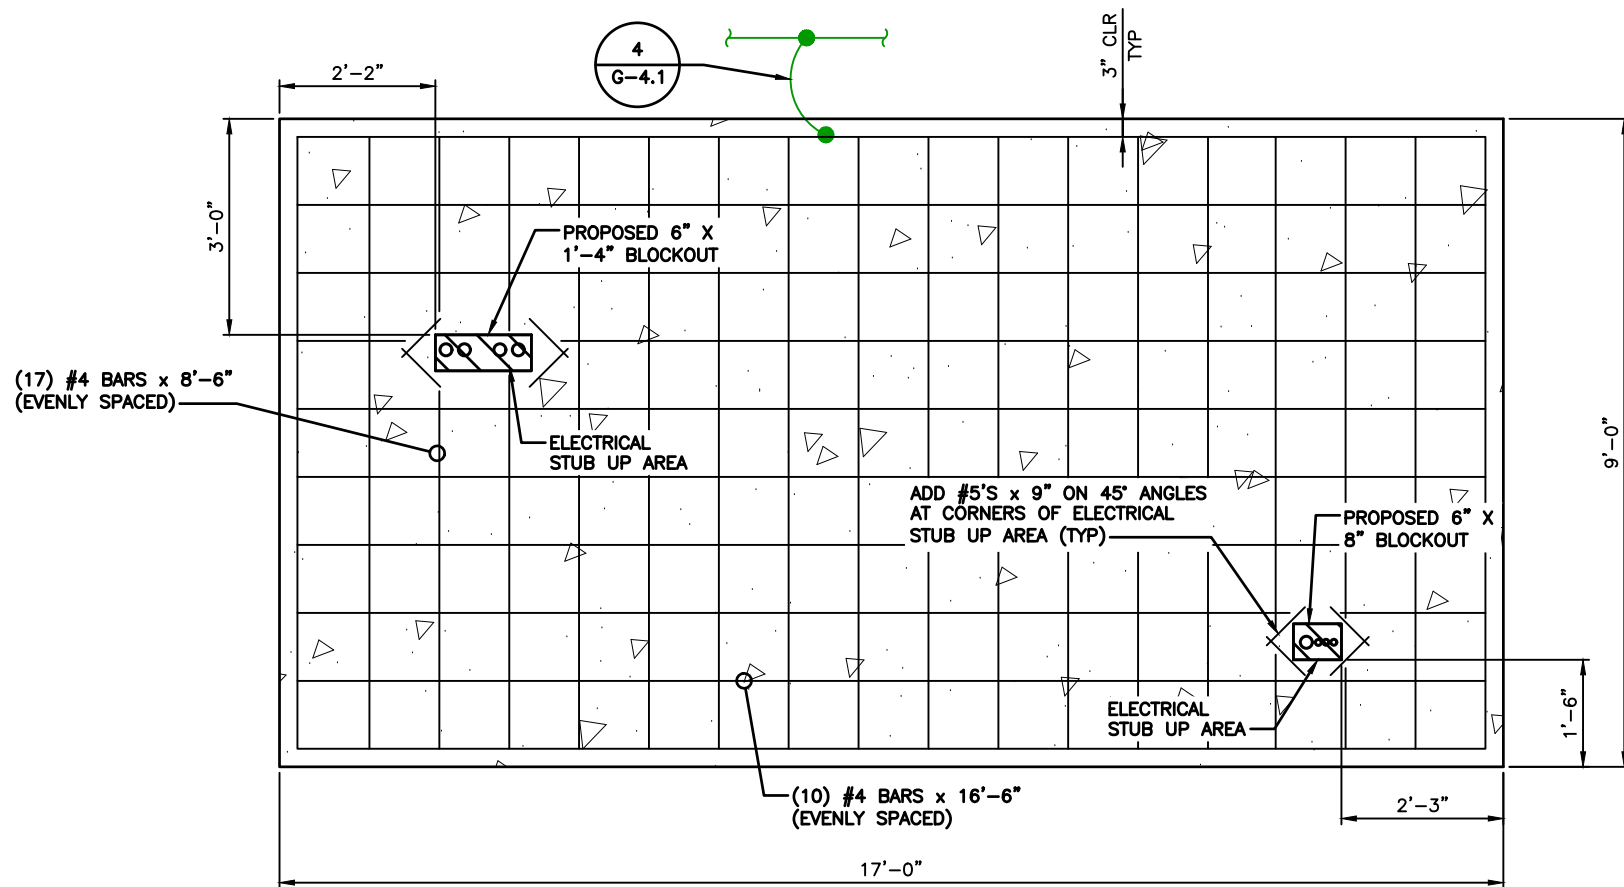 3" CLR
TYP
4
G-4.1
2'-2"
3'-0"
PROPOSED 6" X
1'-4" BLOCKOUT
(17) #4 BARS x 8'-6"
(EVENLY SPACED)
ELECTRICAL
STUB UP AREA
9'-0"
ADD #5'S x 9" ON 45° ANGLES
AT CORNERS OF ELECTRICAL
STUB UP AREA (TYP)
PROPOSED 6" X
8" BLOCKOUT
ELECTRICAL
STUB UP AREA
1'-6"
(10) #4 BARS x 16'-6"
(EVENLY SPACED)
2'-3"
17'-0"